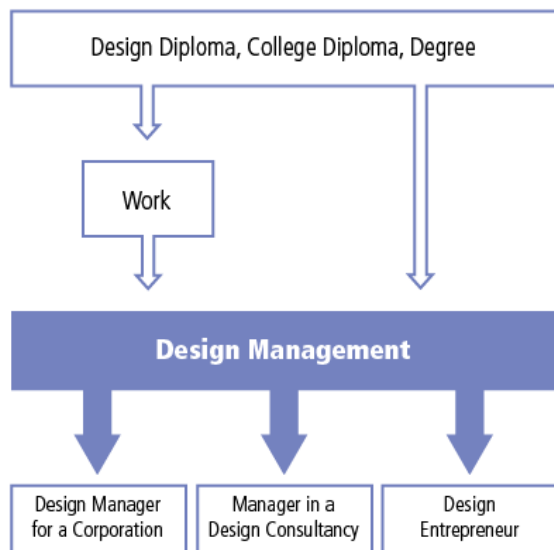 Design Diploma, College Diploma, Degree
Work
Design Management
Design Manager
for a Corporation
Manager in a
Design Consultancy
Design
Entrepreneur